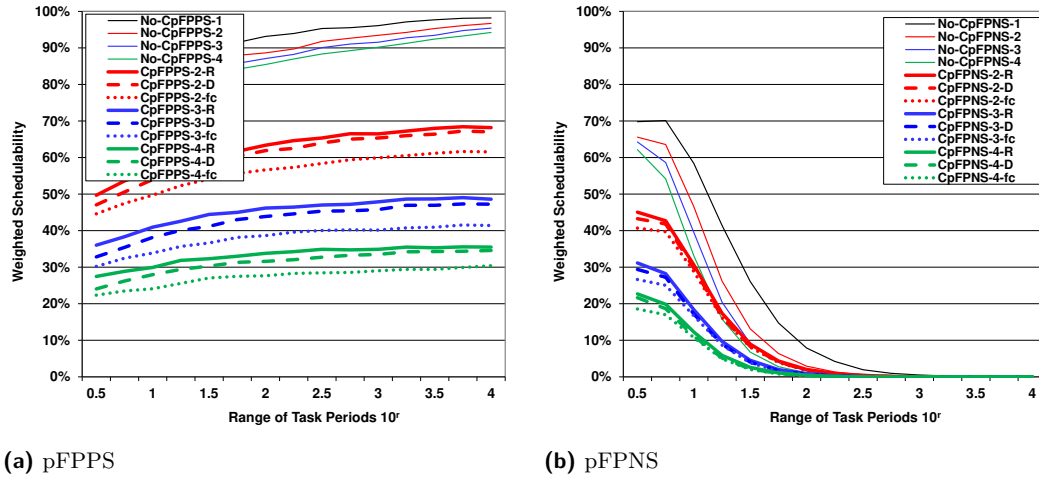 100%
90%
80%
70%
60%
50%
40%
30%
20%
10%
0%
Weighted Schedulability
No-CpFPPS-1
No-CpFPPS-2
No-CpFPPS-3
No-CpFPPS-4
CpFPPS-2-R
CpFPPS-2-D
CpFPPS-2-fc
CpFPPS-3-R
CpFPPS-3-D
CpFPPS-3-fc
CpFPPS-4-R
CpFPPS-4-D
CpFPPS-4-fc
0.5 1 1.5 2 2.5 3 3.5 4
Range of Task Periods 10^r
(a) pFPPS
100%
90%
80%
70%
60%
50%
40%
30%
20%
10%
0%
Weighted Schedulability
No-CpFPNS-1
No-CpFPNS-2
No-CpFPNS-3
No-CpFPNS-4
CpFPNS-2-R
CpFPNS-2-D
CpFPNS-2-fc
CpFPNS-3-R
CpFPNS-3-D
CpFPNS-3-fc
CpFPNS-4-R
CpFPNS-4-D
CpFPNS-4-fc
0.5 1 1.5 2 2.5 3 3.5 4
Range of Task Periods 10^r
(b) pFPNS